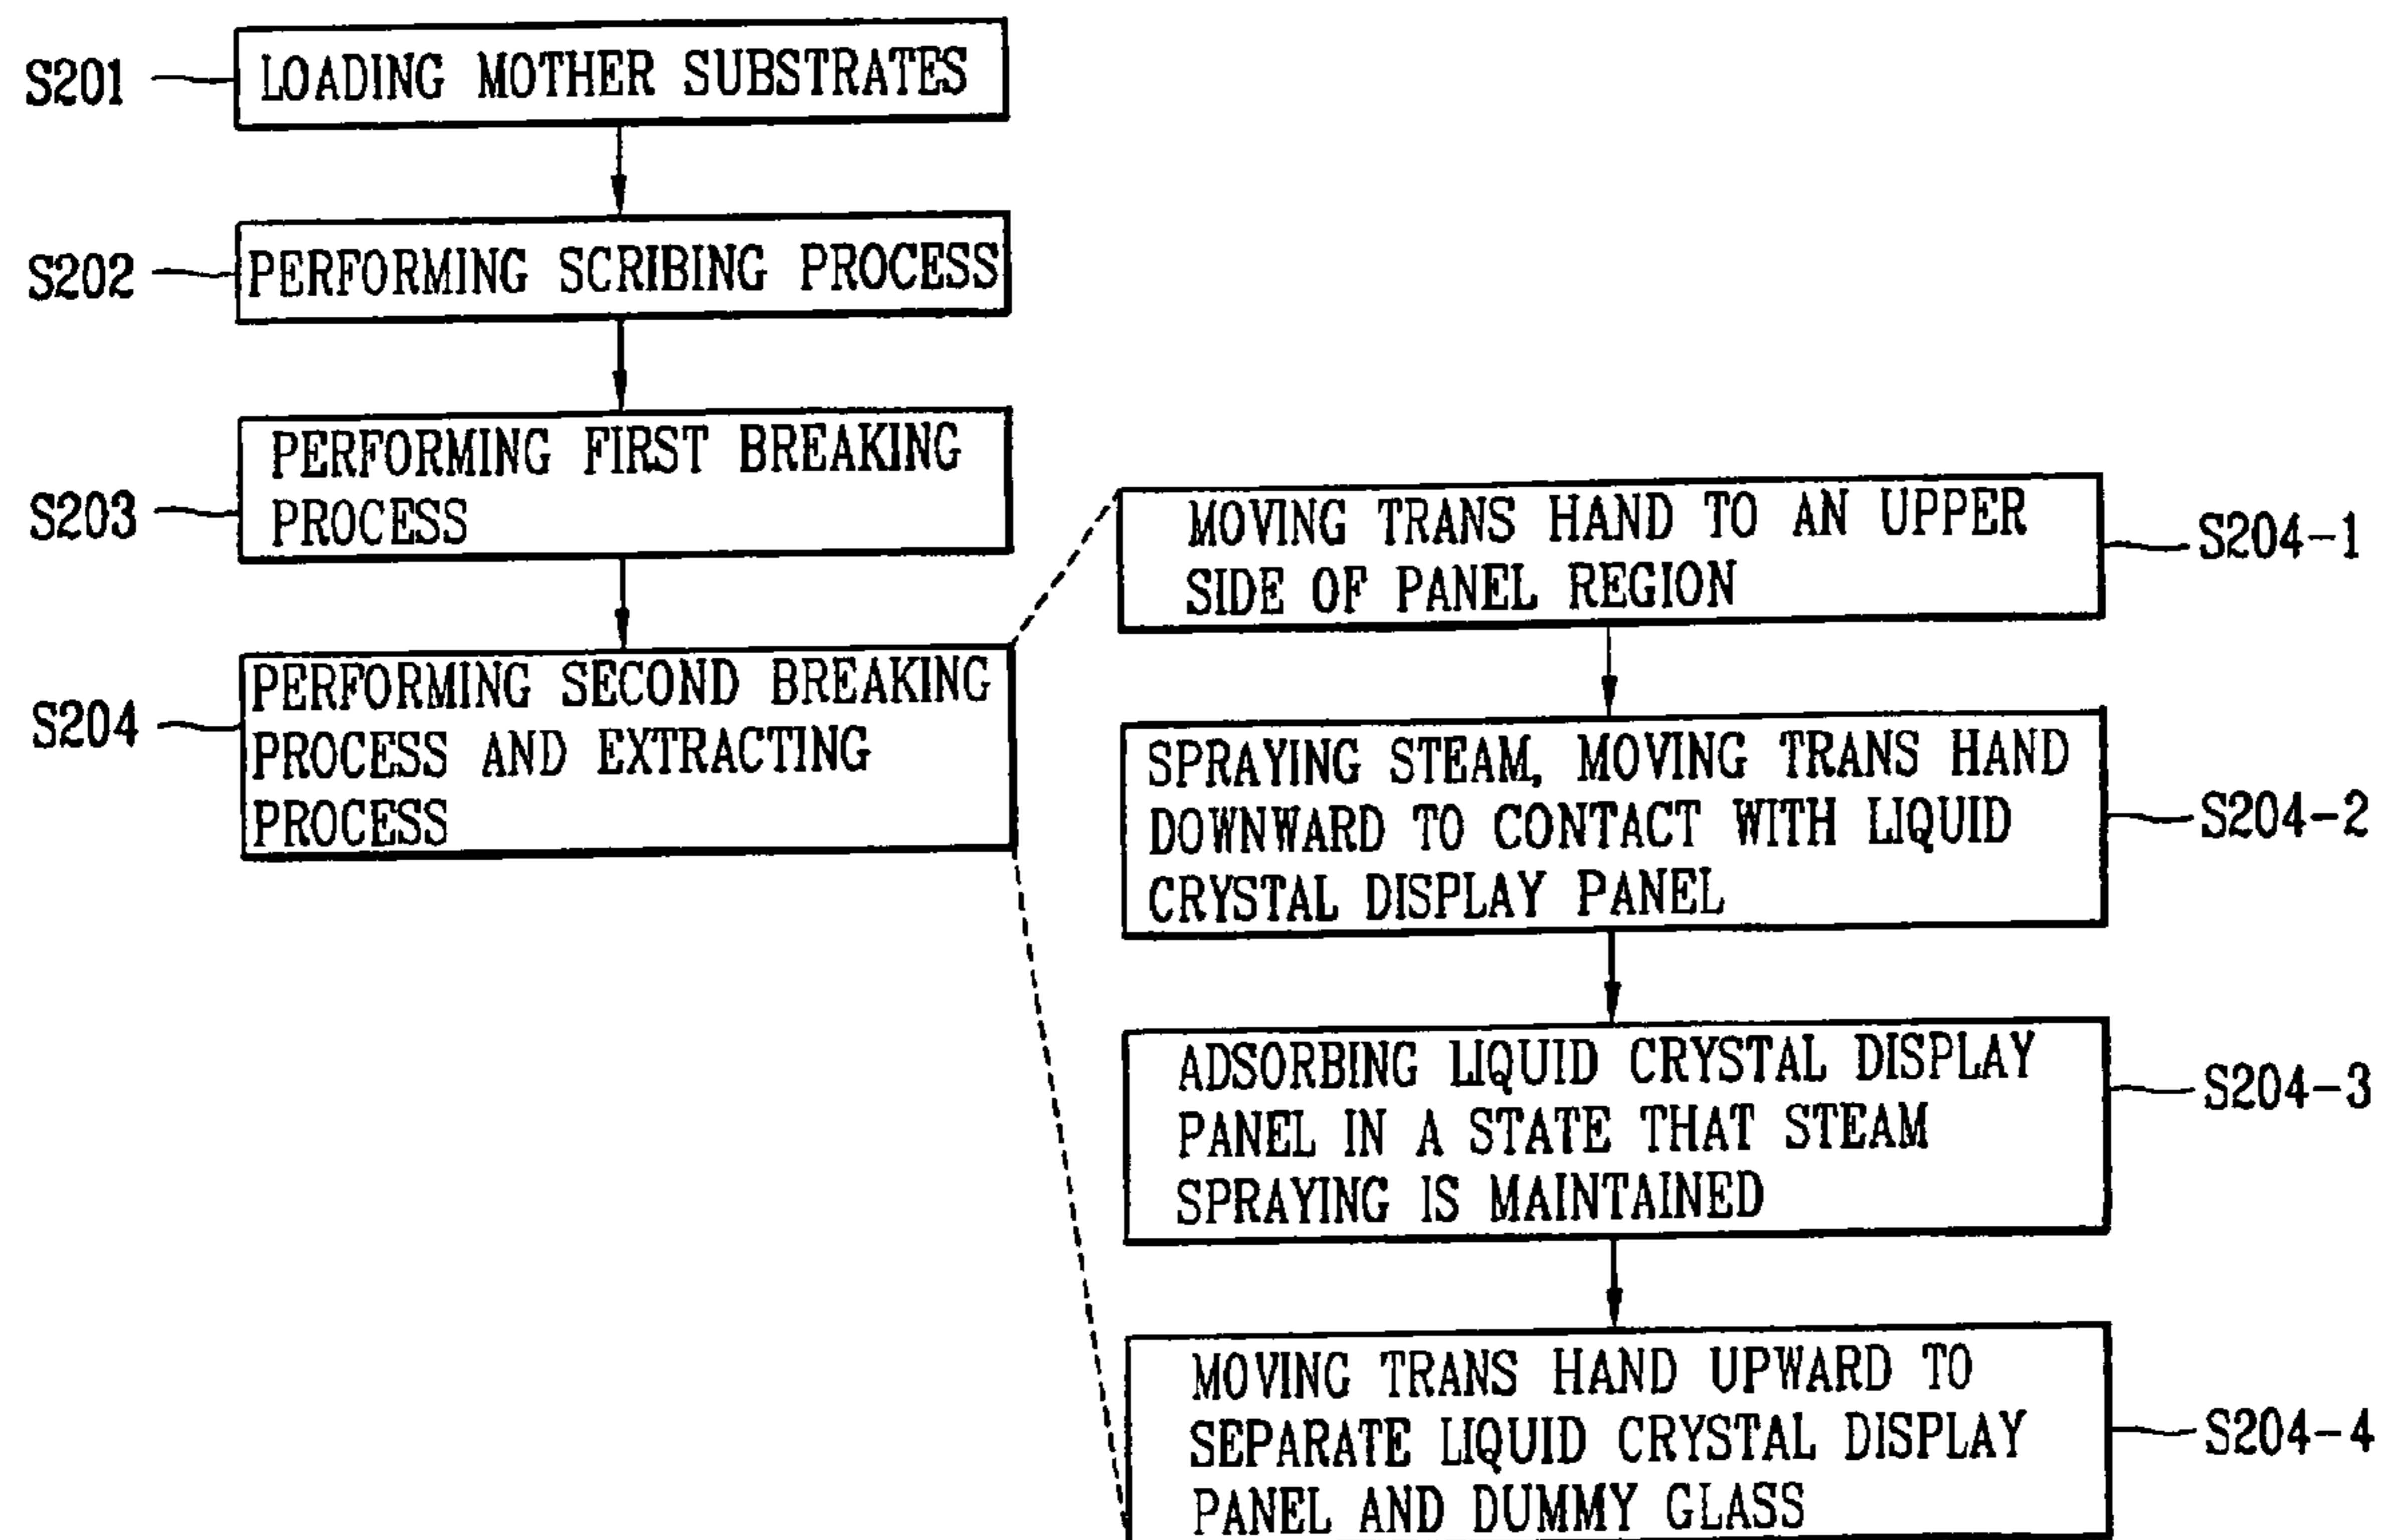 S201
LOADING MOTHER SUBSTRATES
S202
PERFORMING SCRIBING PROCESS
S203
PERFORMING FIRST BREAKING
PROCESS
S204
PERFORMING SECOND BREAKING
PROCESS AND EXTRACTING
PROCESS
MOVING TRANS HAND TO AN UPPER
SIDE OF PANEL REGION
S204-1
SPRAYING STEAM, MOVING TRANS HAND
DOWNWARD TO CONTACT WITH LIQUID
CRYSTAL DISPLAY PANEL
S204-2
ADSORBING LIQUID CRYSTAL DISPLAY
PANEL IN A STATE THAT STEAM
SPRAYING IS MAINTAINED
S204-3
MOVING TRANS HAND UPWARD TO
SEPARATE LIQUID CRYSTAL DISPLAY
PANEL AND DUMMY GLASS
S204-4